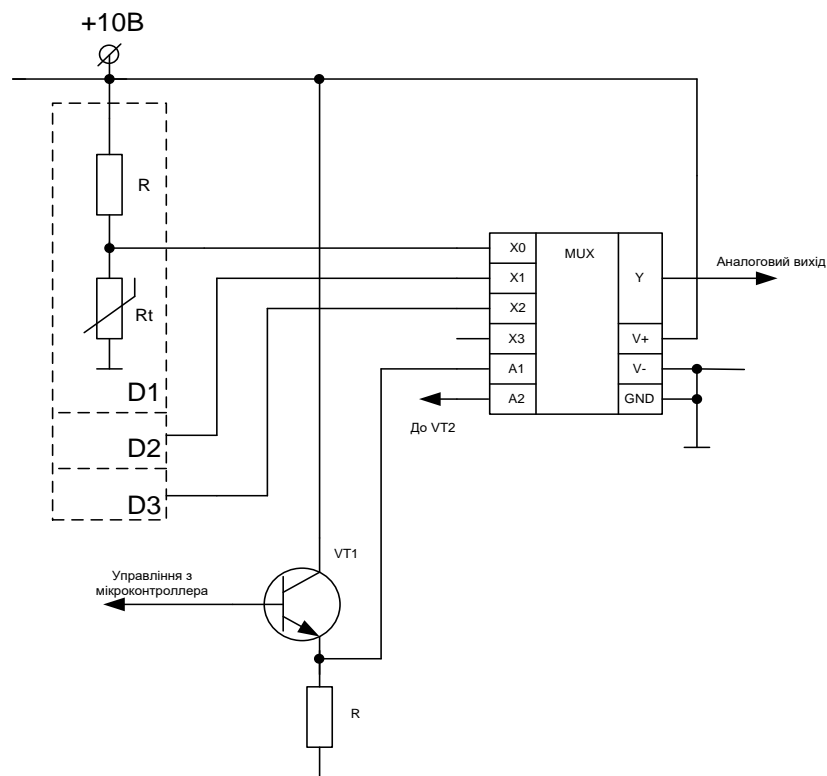 +10В
R
Rt
D1
D2
D3
X0
X1
X2
X3
A1
A2
MUX
Y
V+
V-
GND
Аналоговий вихід
До VT2
VT1
Управління з
мікроконтроллера
R